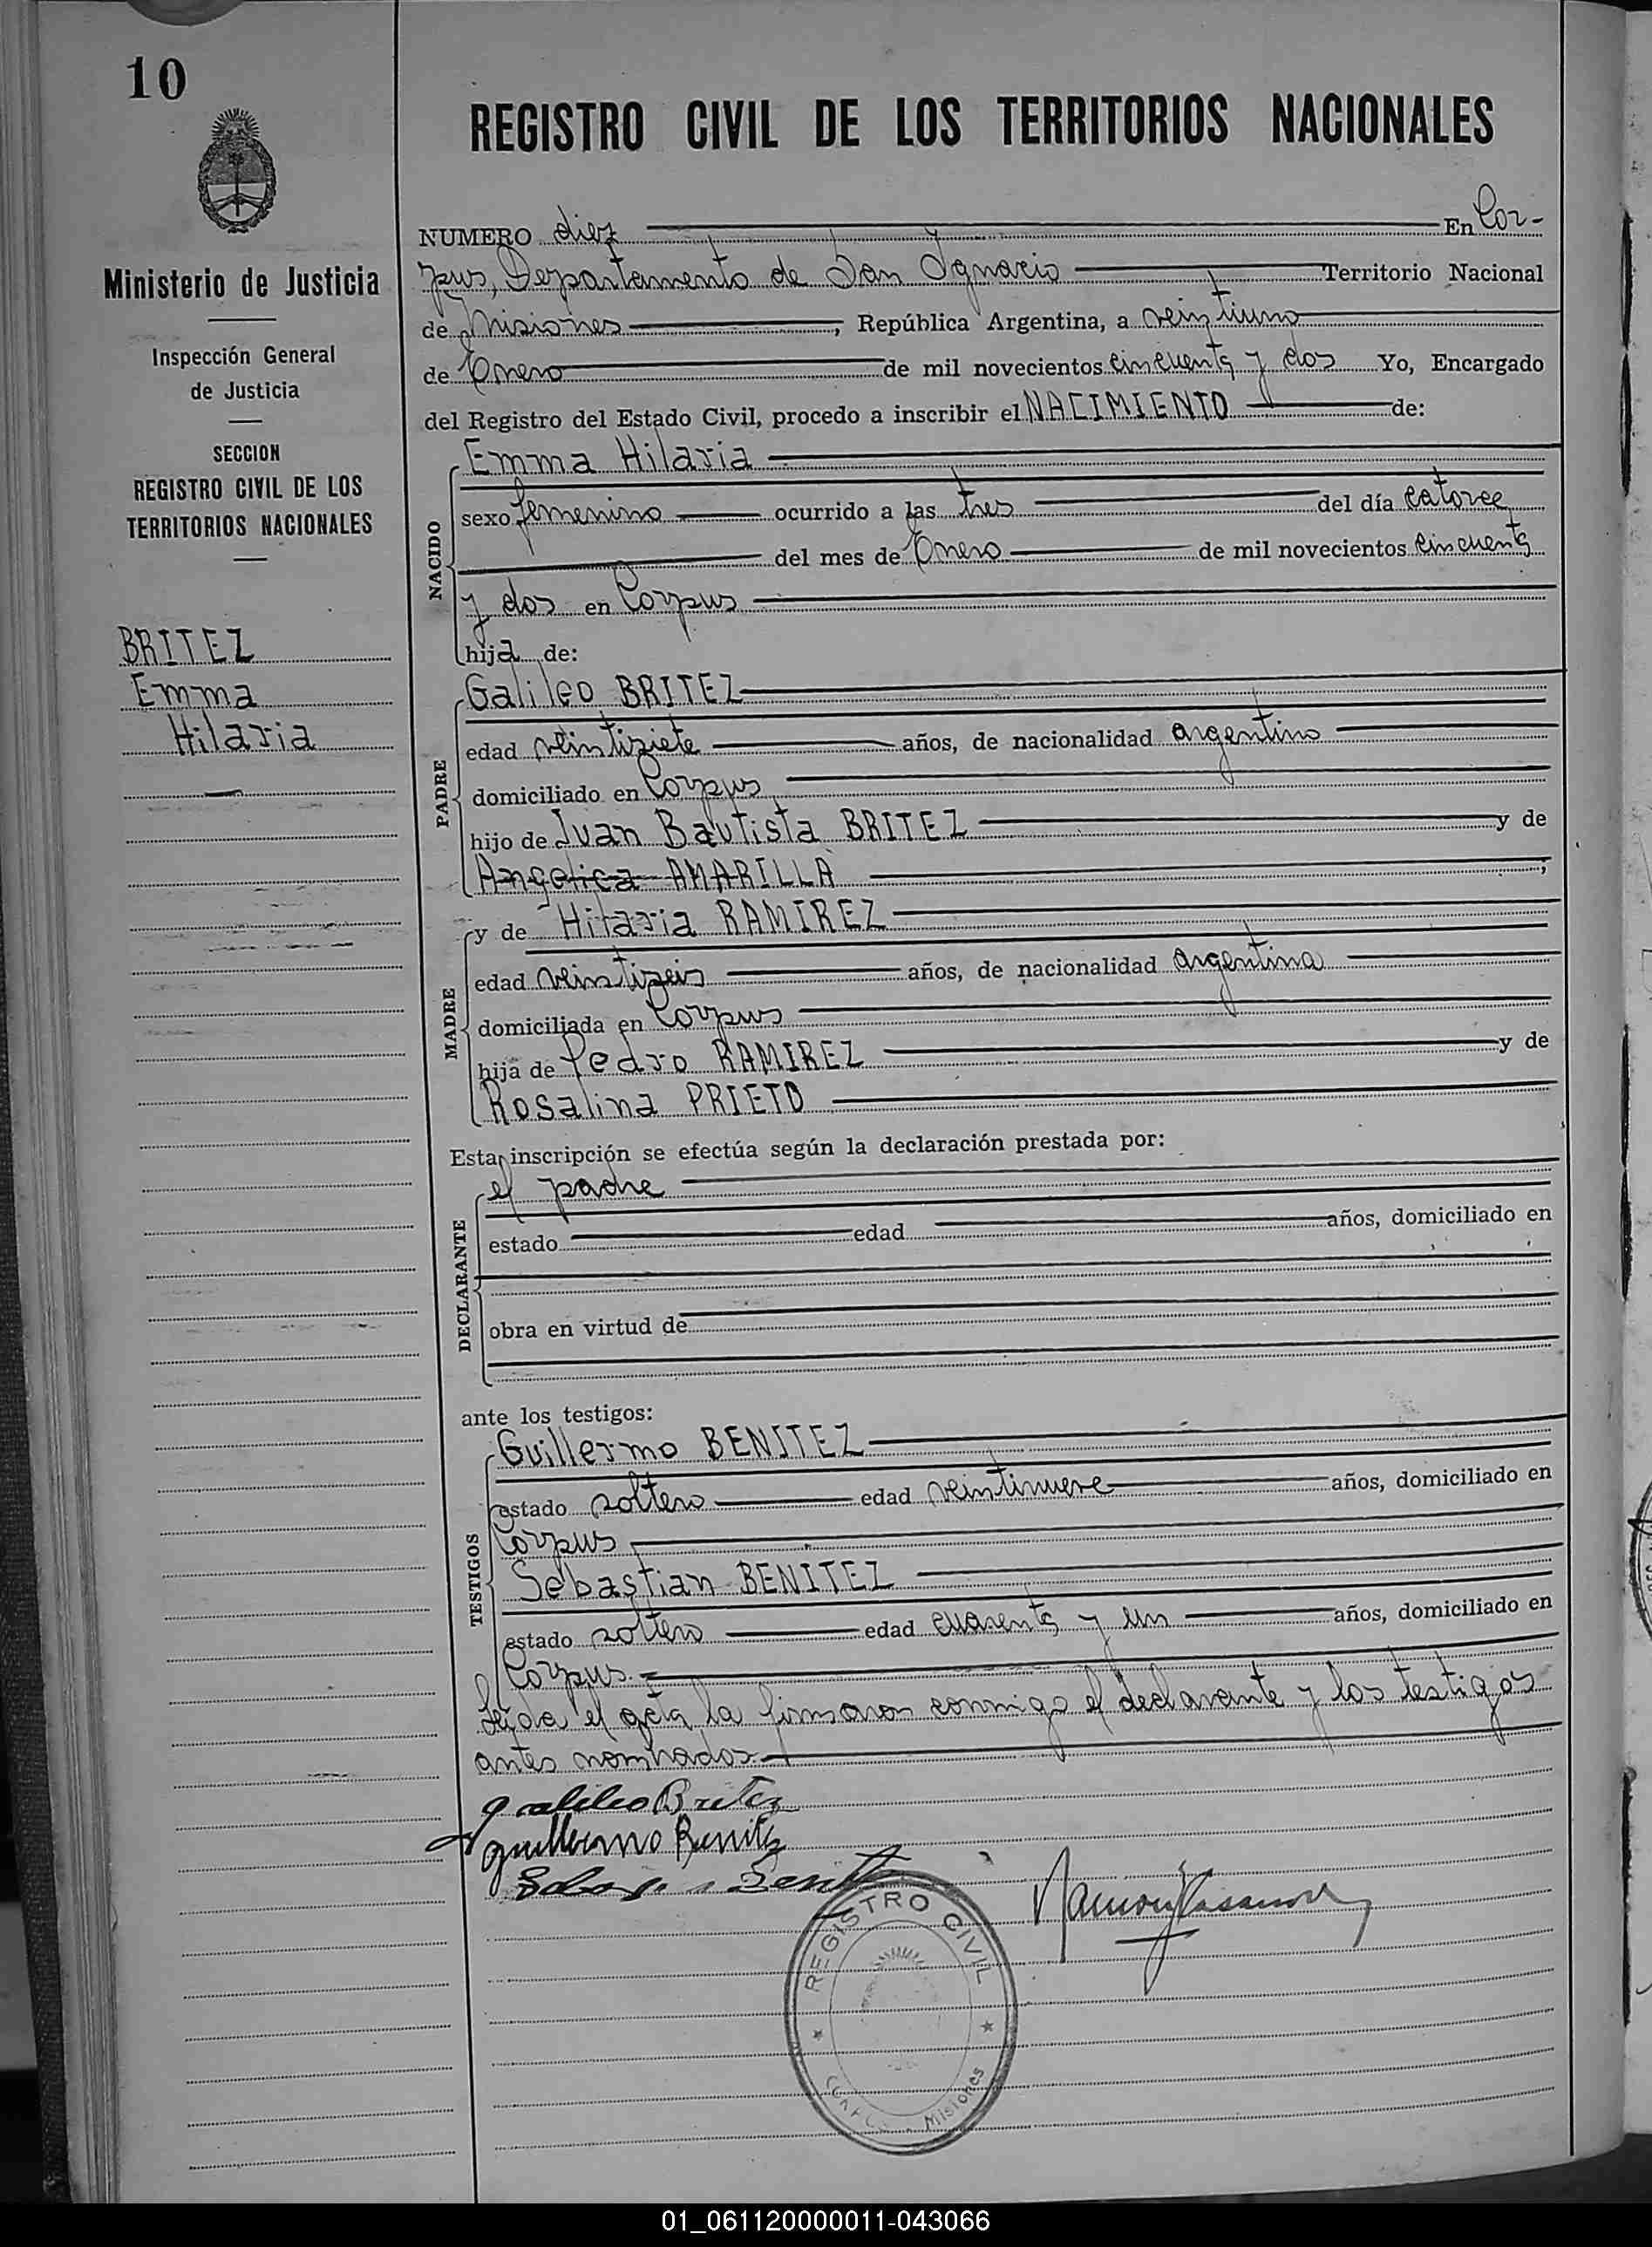 10
Ministerio de Justicia
Inspección General
de Justicia
SECCION
REGISTRO CIVIL DE LOS
TERRITORIOS NACIONALES
BRITEZ
Emma
Hilaria
REGISTRO CIVIL DE LOS TERRITORIOS NACIONALES
NUMERO diez En Cor-
pus, Departamento de San Ignacio Territorio Nacional
de Misiones, República Argentina, a veintiuno
de Enero de mil novecientos cincuenta y dos Yo, Encargado
del Registro del Estado Civil, procedo a inscribir el NACIMIENTO de:
NACIDO
Emma Hilaria
sexo femenino ocurrido a las tres del día catorce
del mes de Enero de mil novecientos cincuenta
y dos en Corpus
hija de:
PADRE
Galileo BRITEZ
edad veintisiete años, de nacionalidad argentino
domiciliado en Corpus
hijo de Juan Bautista BRITEZ y de
Angelica AMARILLA ;
MADRE
y de Hilaria RAMIREZ
edad veintiseis años, de nacionalidad argentina
domiciliada en Corpus
hija de Pedro RAMIREZ y de
Rosalina PRIETO
Esta inscripción se efectúa según la declaración prestada por:
DECLARANTE
el padre
estado edad años, domiciliado en
obra en virtud de
ante los testigos:
TESTIGOS
Guillermo BENITEZ
estado soltero edad veintinueve años, domiciliado en
Corpus
Sebastian BENITEZ
estado soltero edad cuarenta y un años, domiciliado en
Corpus.
Leída el acta, la firmaron conmigo el declarante y los testigos
antes nombrados.
galileo Britez
guillermo Benitez
REGISTRO CIVIL
CORPUS Misiones
01_061120000011-043066